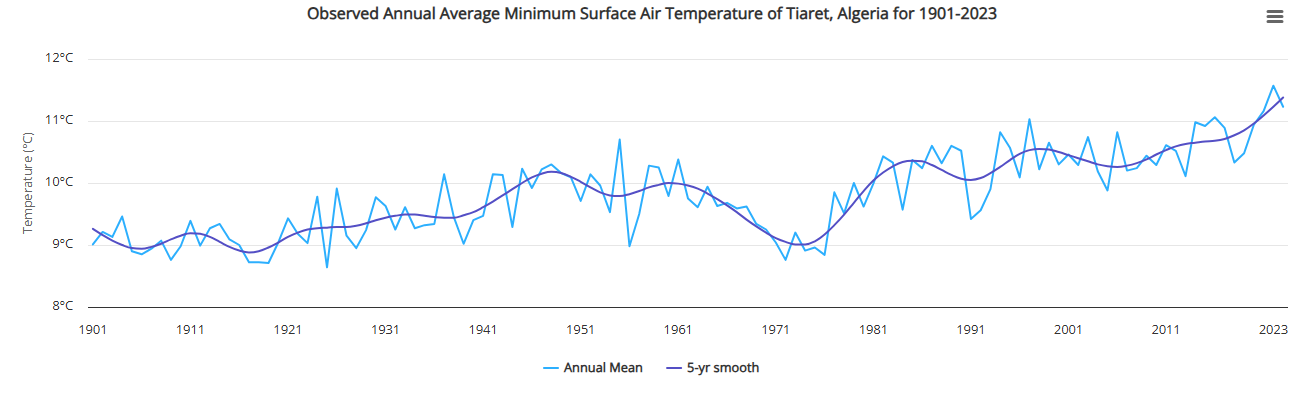 Observed Annual Average Minimum Surface Air Temperature of Tiaret, Algeria for 1901-2023
12°C
11°C
10°C
9°C
8°C
Temperature (°C)
1901 1911 1921 1931 1941 1951 1961 1971 1981 1991 2001 2011 2023
Annual Mean 5-yr smooth